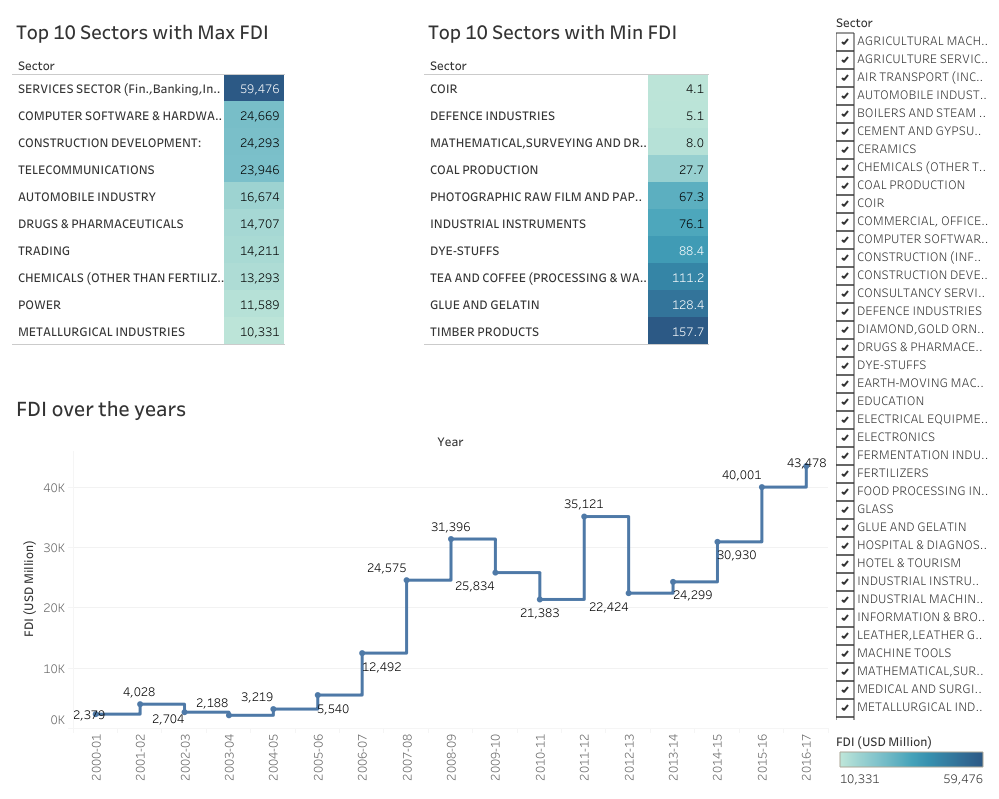 Top 10 Sectors with Max FDI
Sector
SERVICES SECTOR (Fin.,Banking,In.. 59,476
COMPUTER SOFTWARE & HARDWA.. 24,669
CONSTRUCTION DEVELOPMENT: 24,293
TELECOMMUNICATIONS 23,946
AUTOMOBILE INDUSTRY 16,674
DRUGS & PHARMACEUTICALS 14,707
TRADING 14,211
CHEMICALS (OTHER THAN FERTILIZ.. 13,293
POWER 11,589
METALLURGICAL INDUSTRIES 10,331
Top 10 Sectors with Min FDI
Sector
COIR 4.1
DEFENCE INDUSTRIES 5.1
MATHEMATICAL,SURVEYING AND DR.. 8.0
COAL PRODUCTION 27.7
PHOTOGRAPHIC RAW FILM AND PAP.. 67.3
INDUSTRIAL INSTRUMENTS 76.1
DYE-STUFFS 88.4
TEA AND COFFEE (PROCESSING & WA.. 111.2
GLUE AND GELATIN 128.4
TIMBER PRODUCTS 157.7
FDI over the years
Year
FDI (USD Million)
40K
30K
20K
10K
0K
2,379
4,028
2,704
2,188
3,219
5,540
12,492
24,575
31,396
25,834
21,383
35,121
22,424
24,299
30,930
40,001
43,478
2000-01
2001-02
2002-03
2003-04
2004-05
2005-06
2006-07
2007-08
2008-09
2009-10
2010-11
2011-12
2012-13
2013-14
2014-15
2015-16
2016-17
Sector
AGRICULTURAL MACH..
AGRICULTURE SERVIC..
AIR TRANSPORT (INC..
AUTOMOBILE INDUST..
BOILERS AND STEAM ..
CEMENT AND GYPSU..
CERAMICS
CHEMICALS (OTHER T..
COAL PRODUCTION
COIR
COMMERCIAL, OFFICE..
COMPUTER SOFTWAR..
CONSTRUCTION (INF..
CONSTRUCTION DEVE..
CONSULTANCY SERVI..
DEFENCE INDUSTRIES
DIAMOND,GOLD ORN..
DRUGS & PHARMACE..
DYE-STUFFS
EARTH-MOVING MAC..
EDUCATION
ELECTRICAL EQUIPME..
ELECTRONICS
FERMENTATION INDU..
FERTILIZERS
FOOD PROCESSING IN..
GLASS
GLUE AND GELATIN
HOSPITAL & DIAGNOS..
HOTEL & TOURISM
INDUSTRIAL INSTRU..
INDUSTRIAL MACHIN..
INFORMATION & BRO..
LEATHER,LEATHER G..
MACHINE TOOLS
MATHEMATICAL,SUR..
MEDICAL AND SURGI..
METALLURGICAL IND..
FDI (USD Million)
10,331 59,476